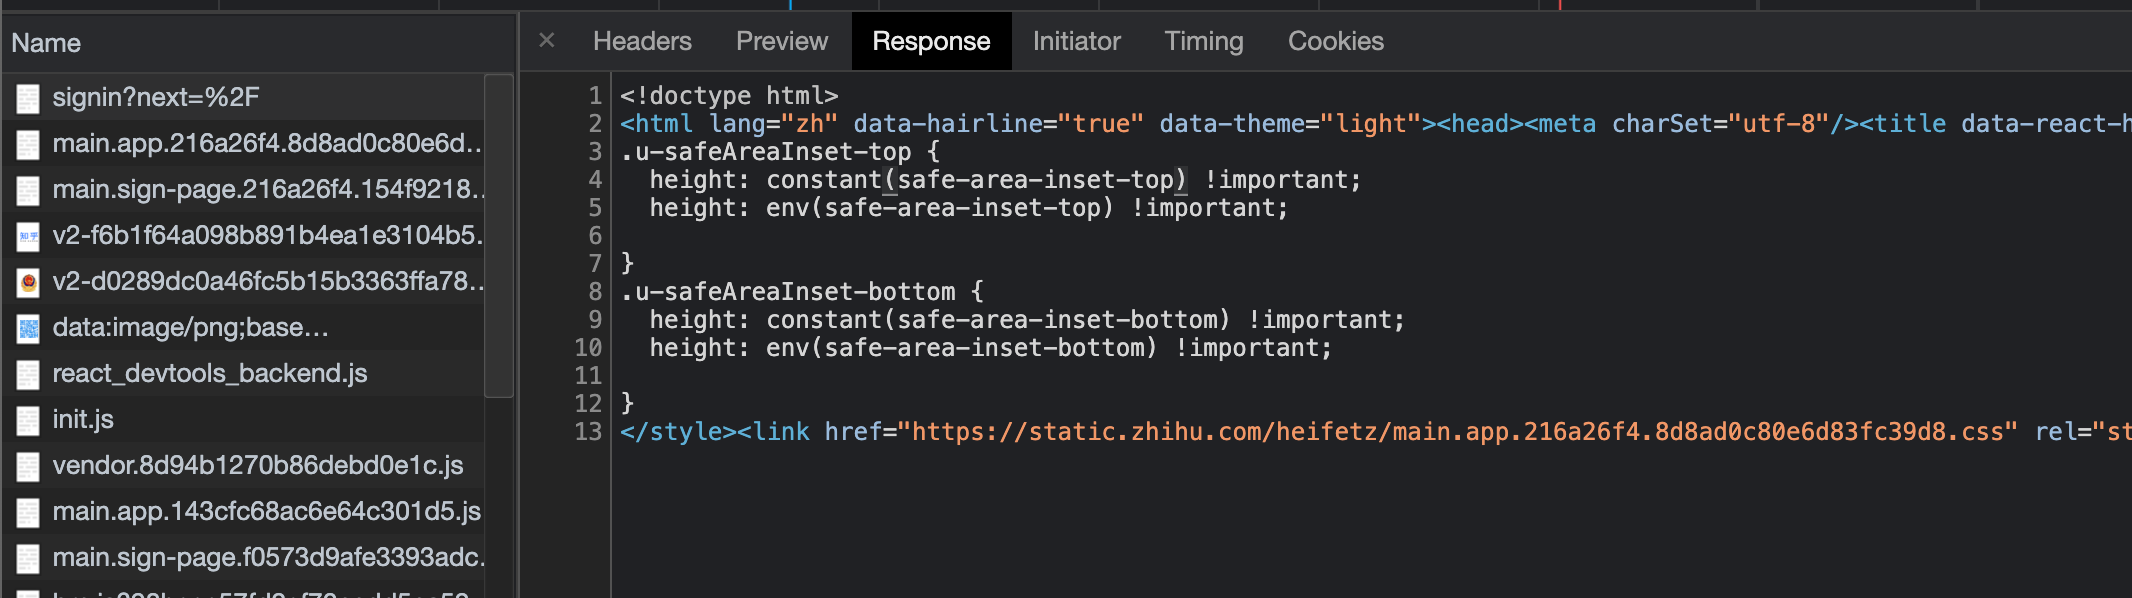 Name
signin?next=%2F
main.app.216a26f4.8d8ad0c80e6d...
main.sign-page.216a26f4.154f9218...
v2-f6b1f64a098b891b4ea1e3104b5...
v2-d0289dc0a46fc5b15b3363ffa78...
data:image/png;base...
react_devtools_backend.js
init.js
vendor.8d94b1270b86debd0e1c.js
main.app.143cfc68ac6e64c301d5.js
main.sign-page.f0573d9afe3393adc...
× Headers Preview Response Initiator Timing Cookies
1 <!doctype html>
2 <html lang="zh" data-hairline="true" data-theme="light"><head><meta charSet="utf-8"/><title data-react-h
3 .u-safeAreaInset-top {
4 height: constant(safe-area-inset-top) !important;
5 height: env(safe-area-inset-top) !important;
6
7 }
8 .u-safeAreaInset-bottom {
9 height: constant(safe-area-inset-bottom) !important;
10 height: env(safe-area-inset-bottom) !important;
11
12 }
13 </style><link href="https://static.zhihu.com/heifetz/main.app.216a26f4.8d8ad0c80e6d83fc39d8.css" rel="st